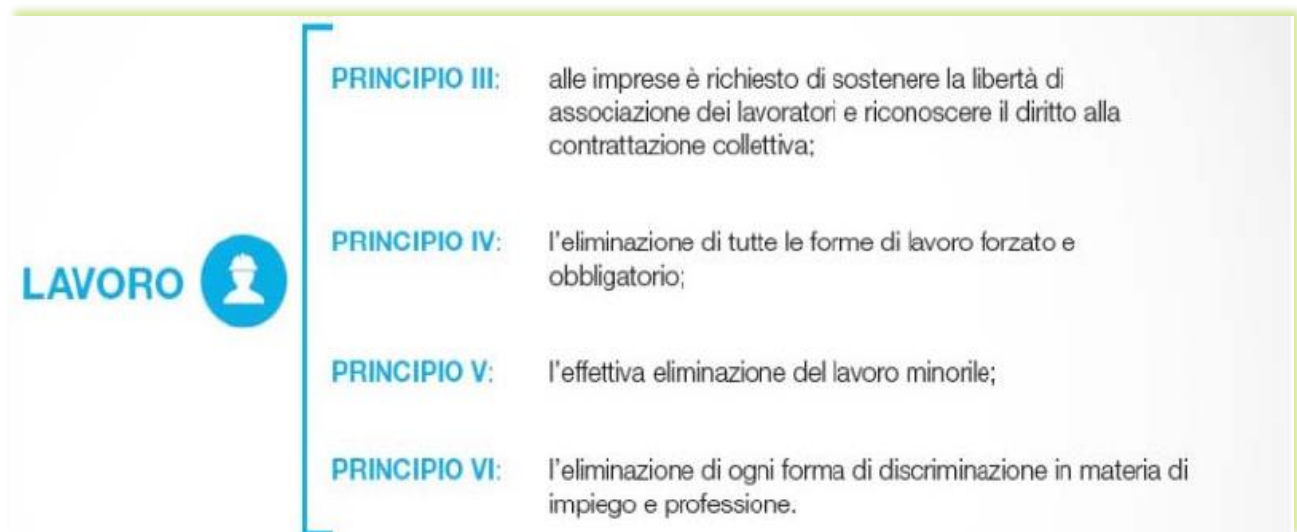 PRINCIPIO III: alle imprese è richiesto di sostenere la libertà di
associazione dei lavoratori e riconoscere il diritto alla
contrattazione collettiva;
PRINCIPIO IV: l'eliminazione di tutte le forme di lavoro forzato e
obbligatorio;
LAVORO
PRINCIPIO V: l'effettiva eliminazione del lavoro minorile;
PRINCIPIO VI: l'eliminazione di ogni forma di discriminazione in materia di
impiego e professione.